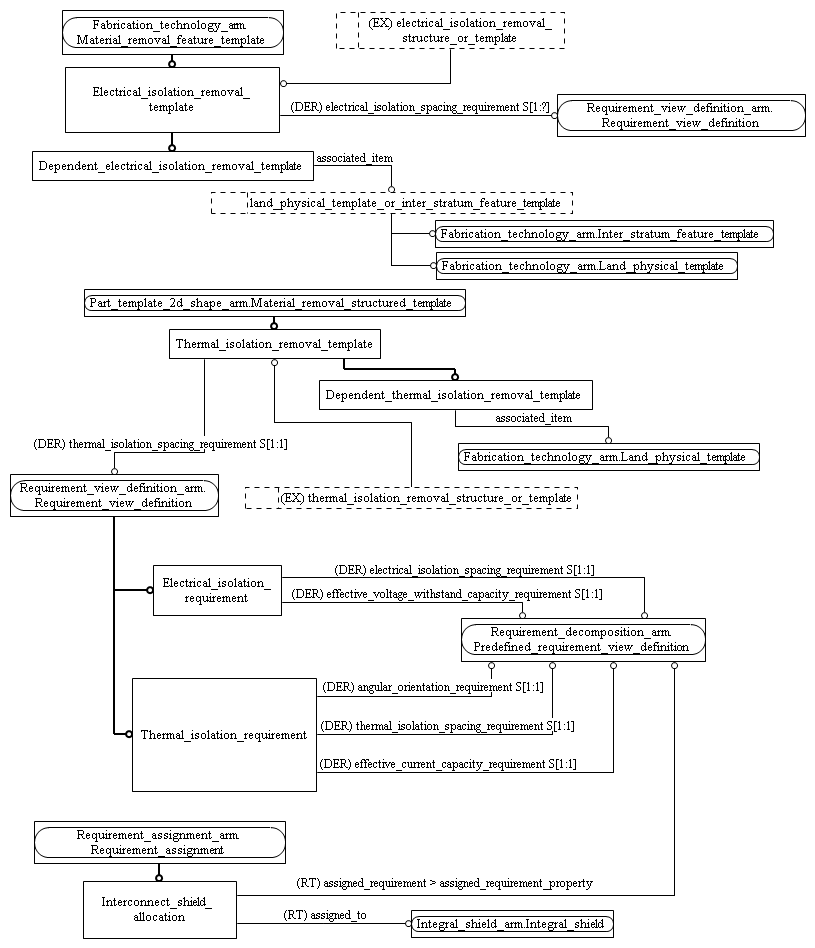 Fabrication_technology_arm.
Material_removal_feature_template
(EX) electrical_isolation_removal_
structure_or_template
Electrical_isolation_removal_
template
(DER) electrical_isolation_spacing_requirement S[1:?]
Requirement_view_definition_arm.
Requirement_view_definition
Dependent_electrical_isolation_removal_template
associated_item
land_physical_template_or_inter_stratum_feature_template
Fabrication_technology_arm.Inter_stratum_feature_template
Fabrication_technology_arm.Land_physical_template
Part_template_2d_shape_arm.Material_removal_structured_template
Thermal_isolation_removal_template
Dependent_thermal_isolation_removal_template
associated_item
(DER) thermal_isolation_spacing_requirement S[1:1]
Fabrication_technology_arm.Land_physical_template
Requirement_view_definition_arm.
Requirement_view_definition
(EX) thermal_isolation_removal_structure_or_template
Electrical_isolation_
requirement
(DER) electrical_isolation_spacing_requirement S[1:1]
(DER) effective_voltage_withstand_capacity_requirement S[1:1]
Requirement_decomposition_arm.
Predefined_requirement_view_definition
Thermal_isolation_requirement
(DER) angular_orientation_requirement S[1:1]
(DER) thermal_isolation_spacing_requirement S[1:1]
(DER) effective_current_capacity_requirement S[1:1]
Requirement_assignment_arm.
Requirement_assignment
Interconnect_shield_
allocation
(RT) assigned_requirement > assigned_requirement_property
(RT) assigned_to
Integral_shield_arm.Integral_shield